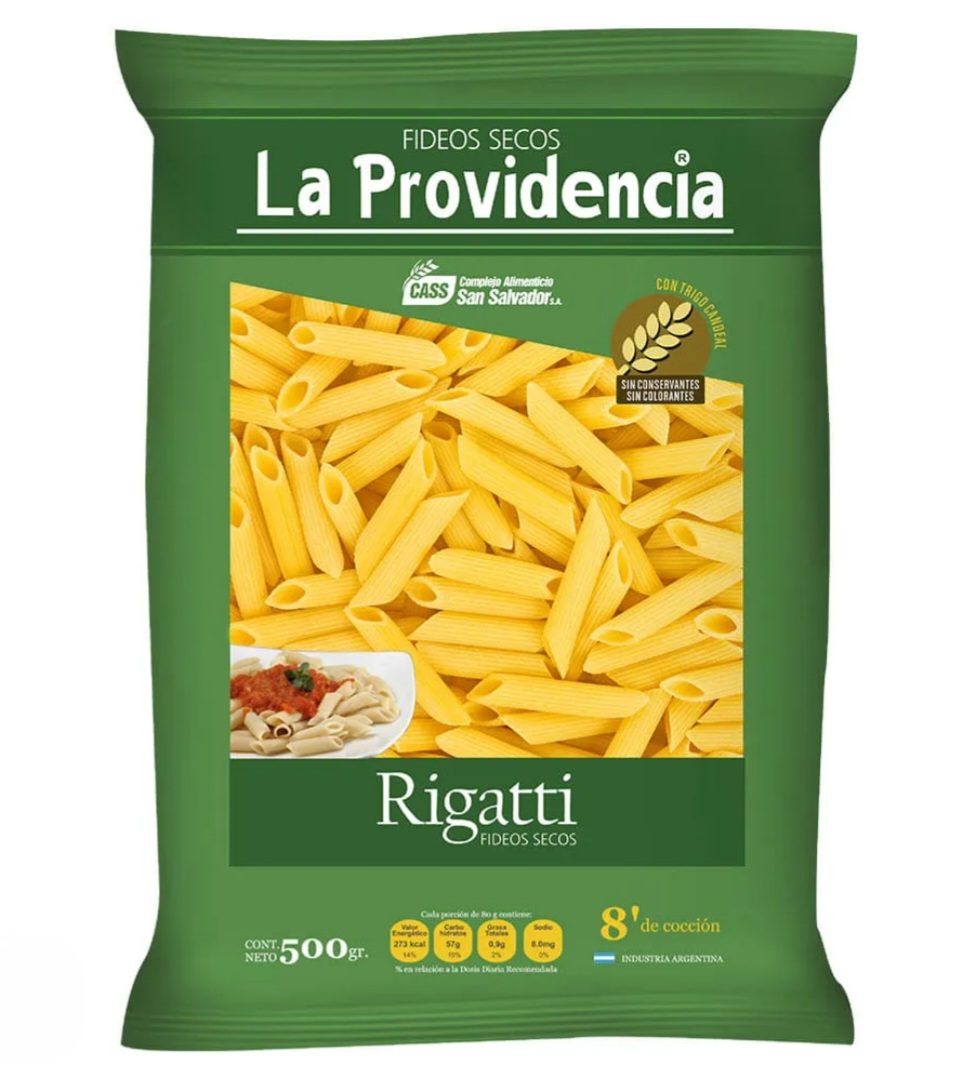 FIDEOS SECOS
La Providencia®
CASS
Complejo Alimenticio
San Salvador S.A.
CON TRIGO CANDEAL
SIN CONSERVANTES
SIN COLORANTES
Rigatti
FIDEOS SECOS
CONT.
NETO 500gr.
Cada porción de 80 g contiene:
Valor Energético 273 kcal 14%
Carbo hidratos 57g 19%
Grasas Totales 0,9g 2%
Sodio 8.0mg 0%
% en relación a la Dosis Diaria Recomendada
8' de cocción
INDUSTRIA ARGENTINA